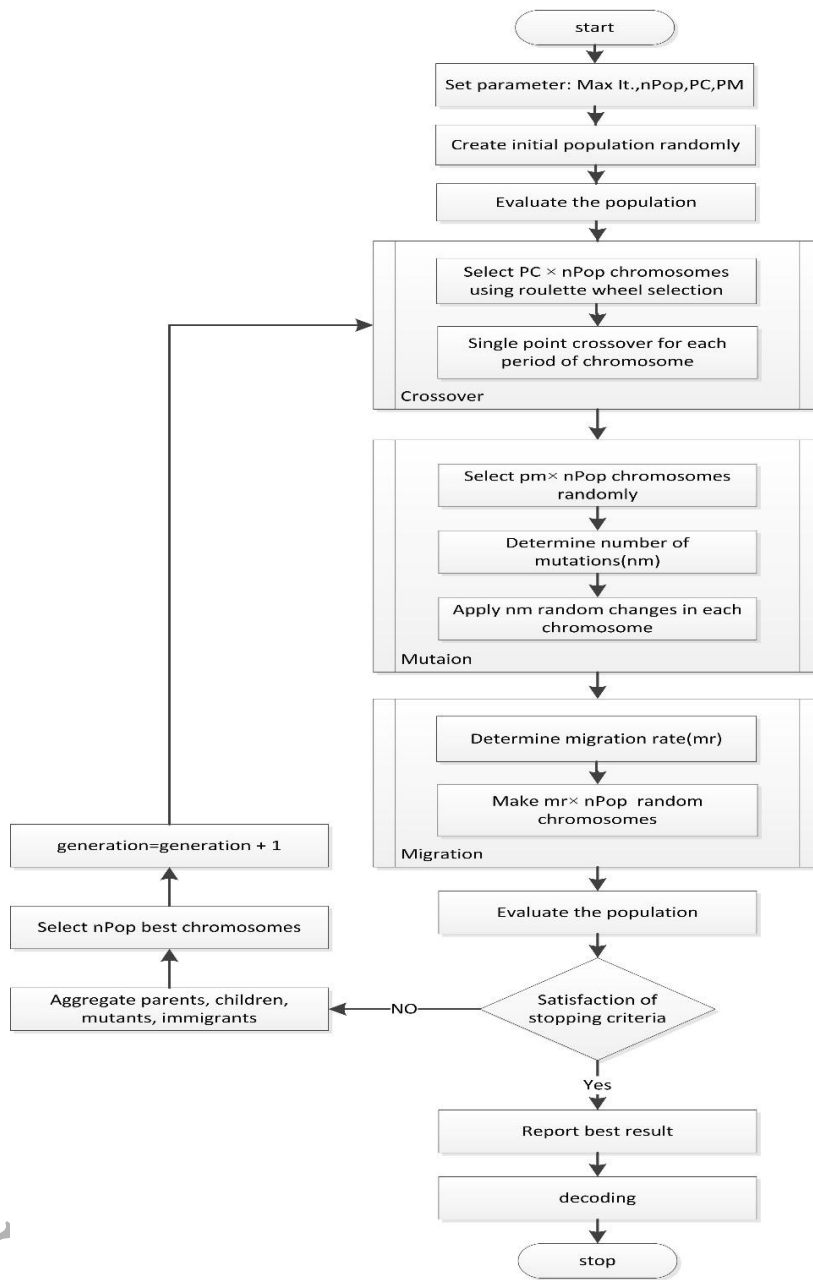 start
Set parameter: Max It.,nPop,PC,PM
Create initial population randomly
Evaluate the population
Select PC × nPop chromosomes
using roulette wheel selection
Single point crossover for each
period of chromosome
Crossover
Select pm× nPop chromosomes
randomly
Determine number of
mutations(nm)
Apply nm random changes in each
chromosome
Mutaion
Determine migration rate(mr)
Make mr× nPop random
chromosomes
Migration
Evaluate the population
Satisfaction of
stopping criteria
NO
Aggregate parents, children,
mutants, immigrants
Select nPop best chromosomes
generation=generation + 1
Yes
Report best result
decoding
stop